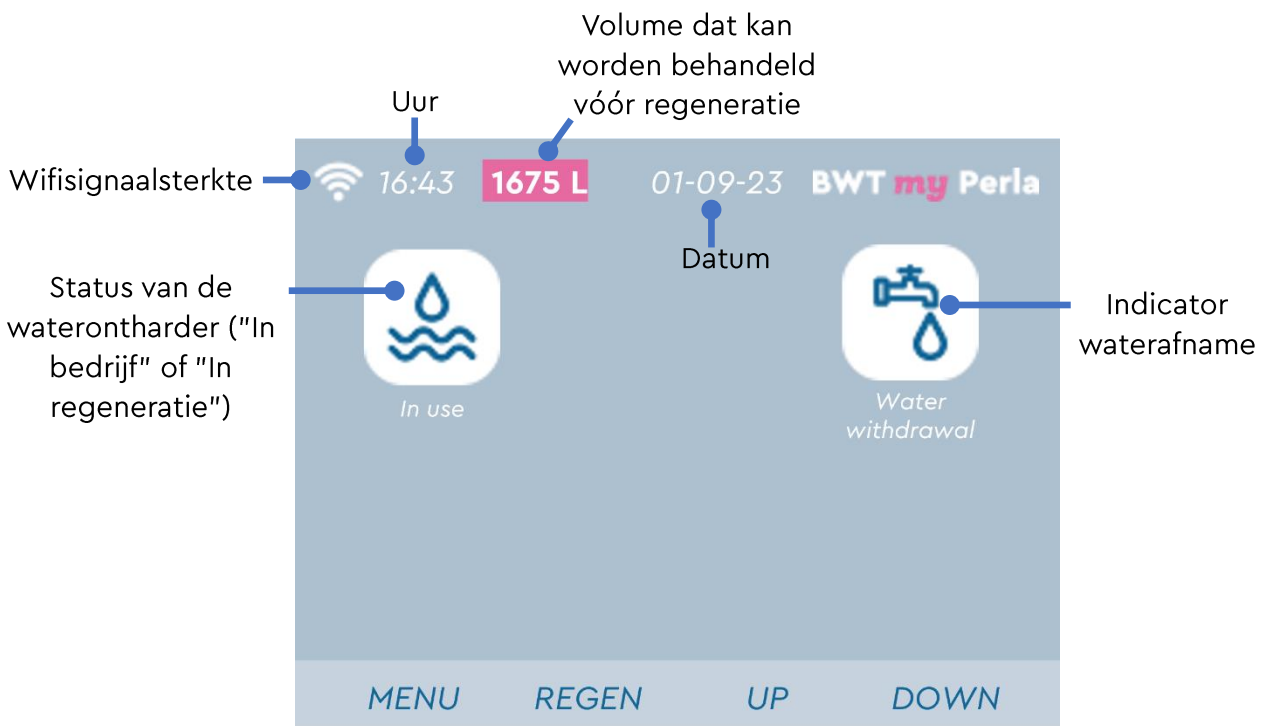 Volume dat kan
worden behandeld
vóór regeneratie
Uur
Wifisignaalsterkte
16:43
1675 L
01-09-23
BWT my Perla
Datum
Status van de
waterontharder ("In
bedrijf" of "In
regeneratie")
In use
Water
withdrawal
Indicator
waterafname
MENU
REGEN
UP
DOWN